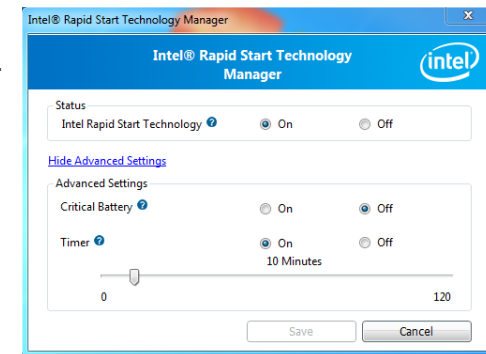 Intel® Rapid Start Technology Manager
x
Intel® Rapid Start Technology
Manager
(intel)
Status
Intel Rapid Start Technology ? On Off
Hide Advanced Settings
Advanced Settings
Critical Battery ? On Off
Timer ? On Off
10 Minutes
0 120
Save Cancel